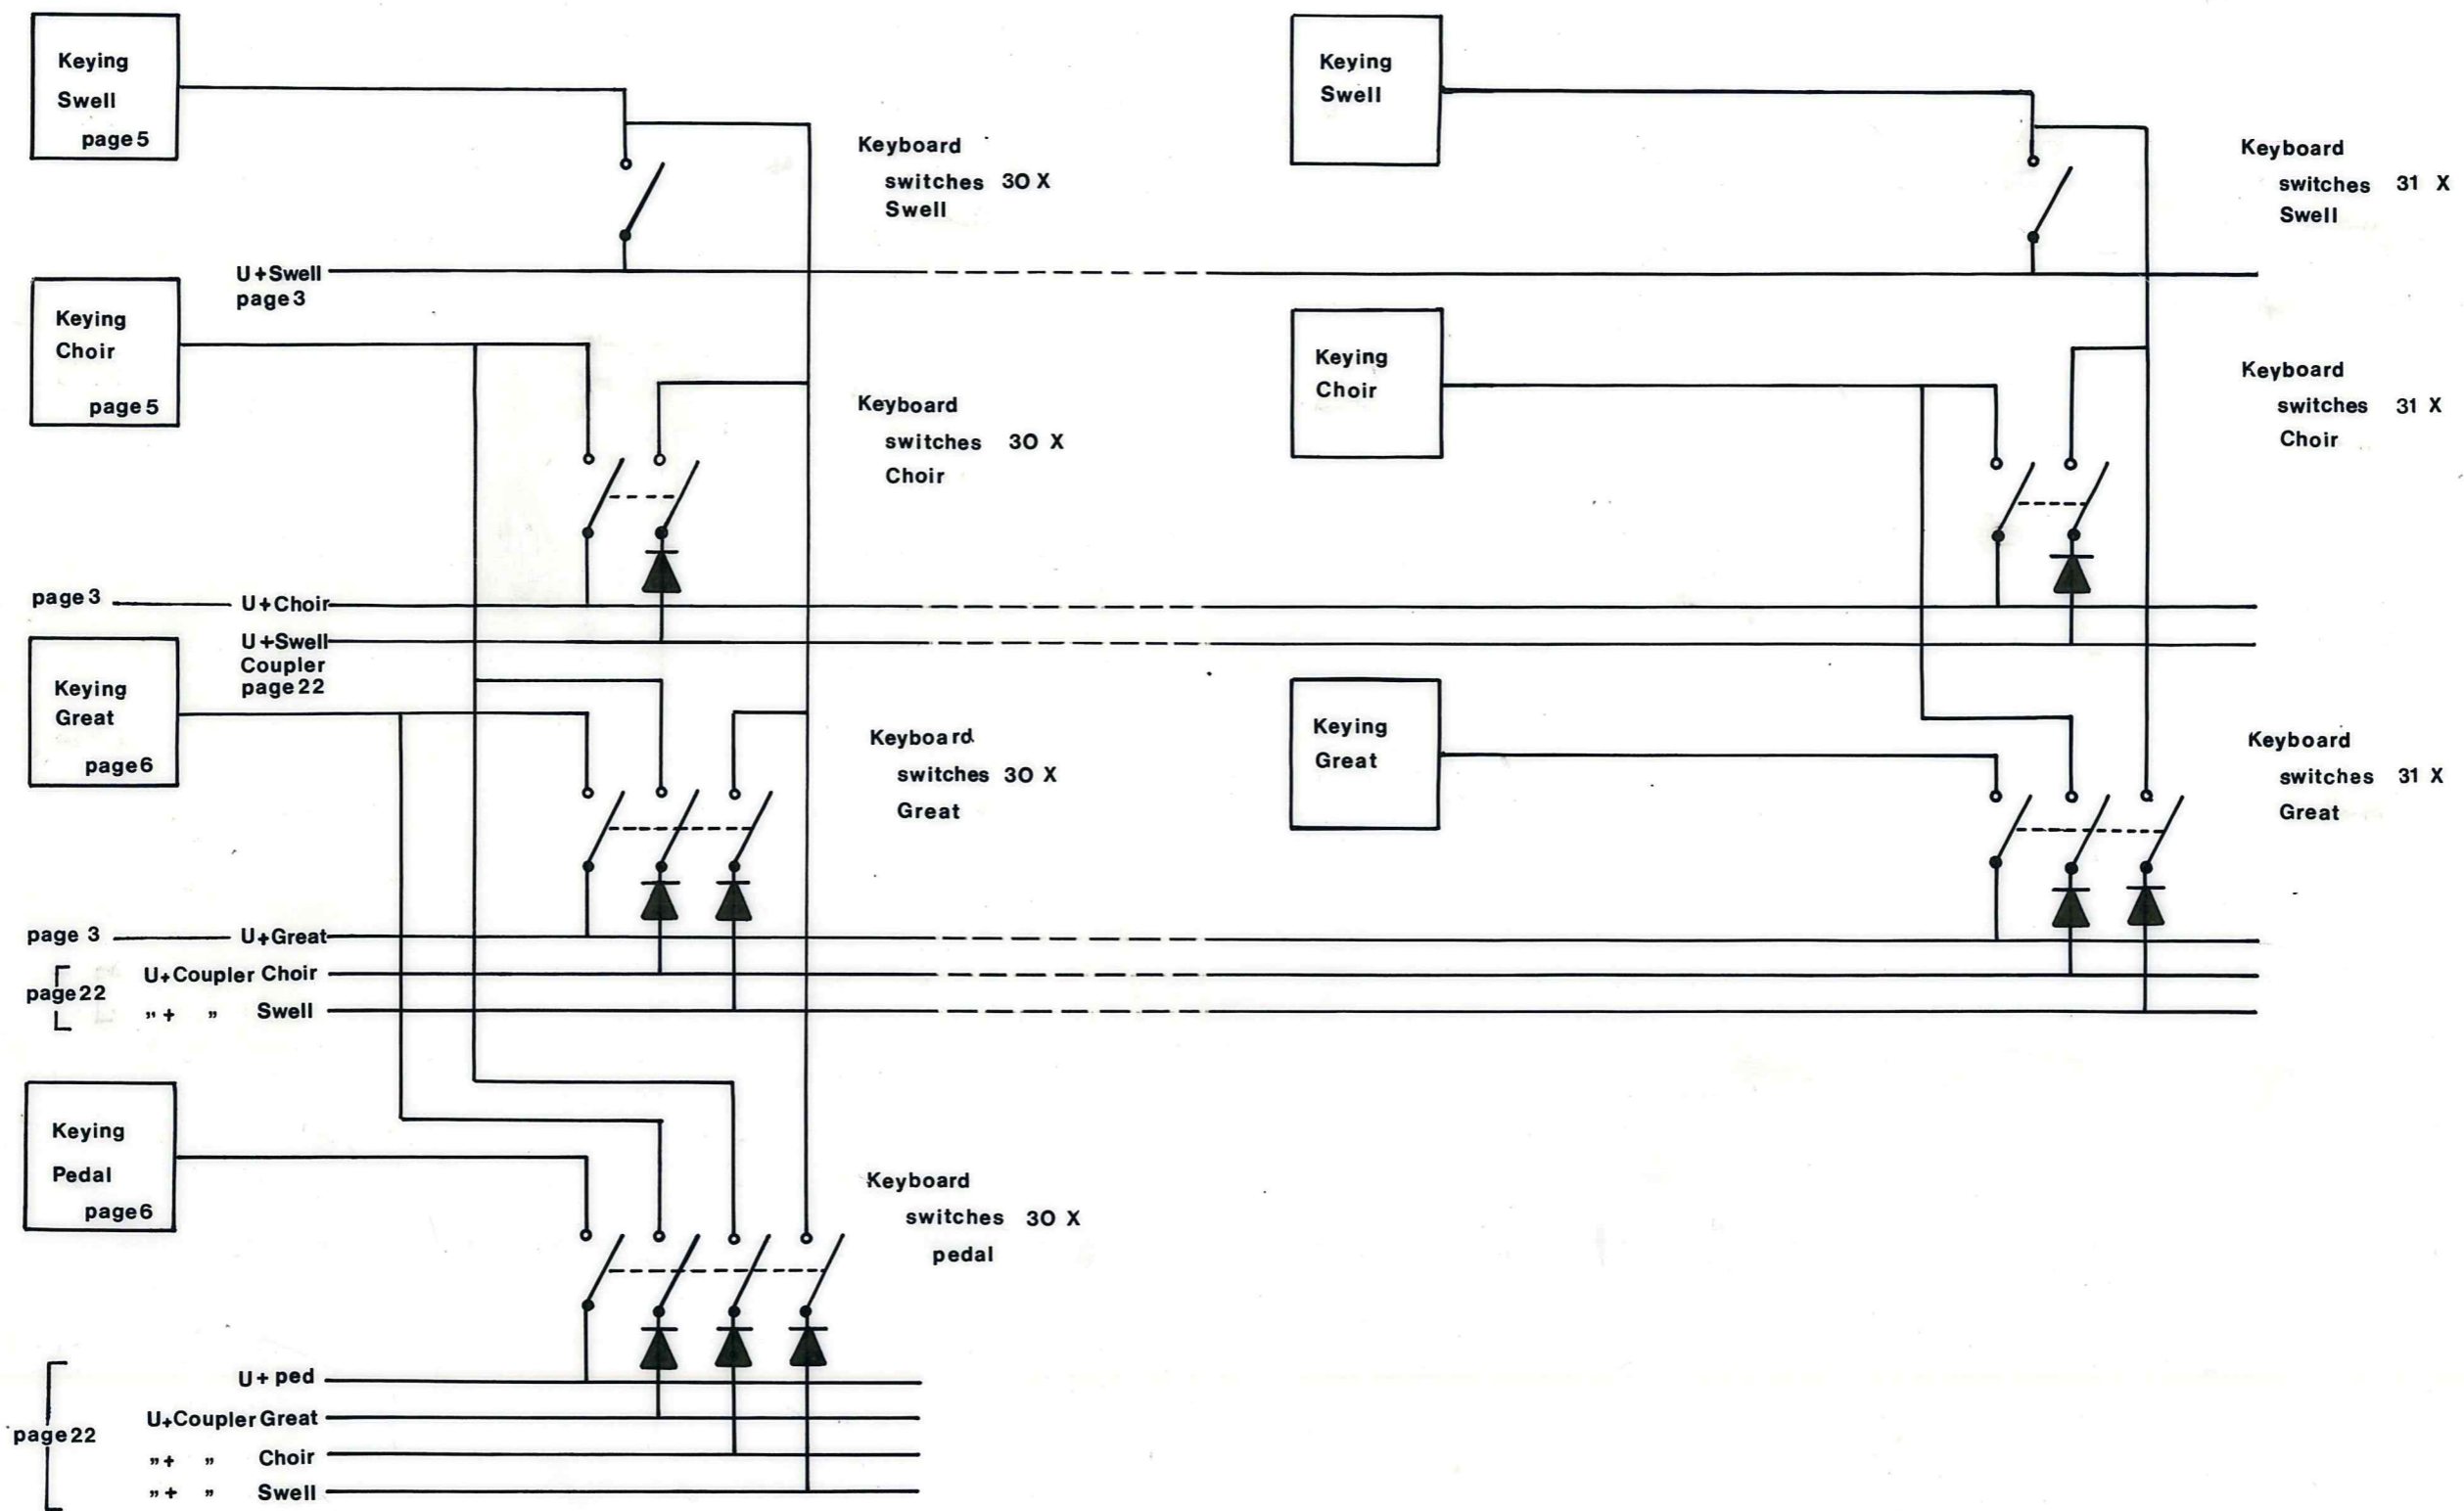 Keying
Swell
page 5
Keyboard
switches 30 X
Swell
U+Swell
page 3
Keying
Choir
page 5
Keyboard
switches 30 X
Choir
page 3
U+Choir
U+Swell
Coupler
page 22
Keying
Great
page 6
Keyboard
switches 30 X
Great
page 3
U+Great
page 22
U+Coupler Choir
„ + „ Swell
Keying
Pedal
page 6
Keyboard
switches 30 X
pedal
page 22
U+ ped
U+Coupler Great
„ + „ Choir
„ + „ Swell
Keying
Swell
Keyboard
switches 31 X
Swell
Keying
Choir
Keyboard
switches 31 X
Choir
Keying
Great
Keyboard
switches 31 X
Great